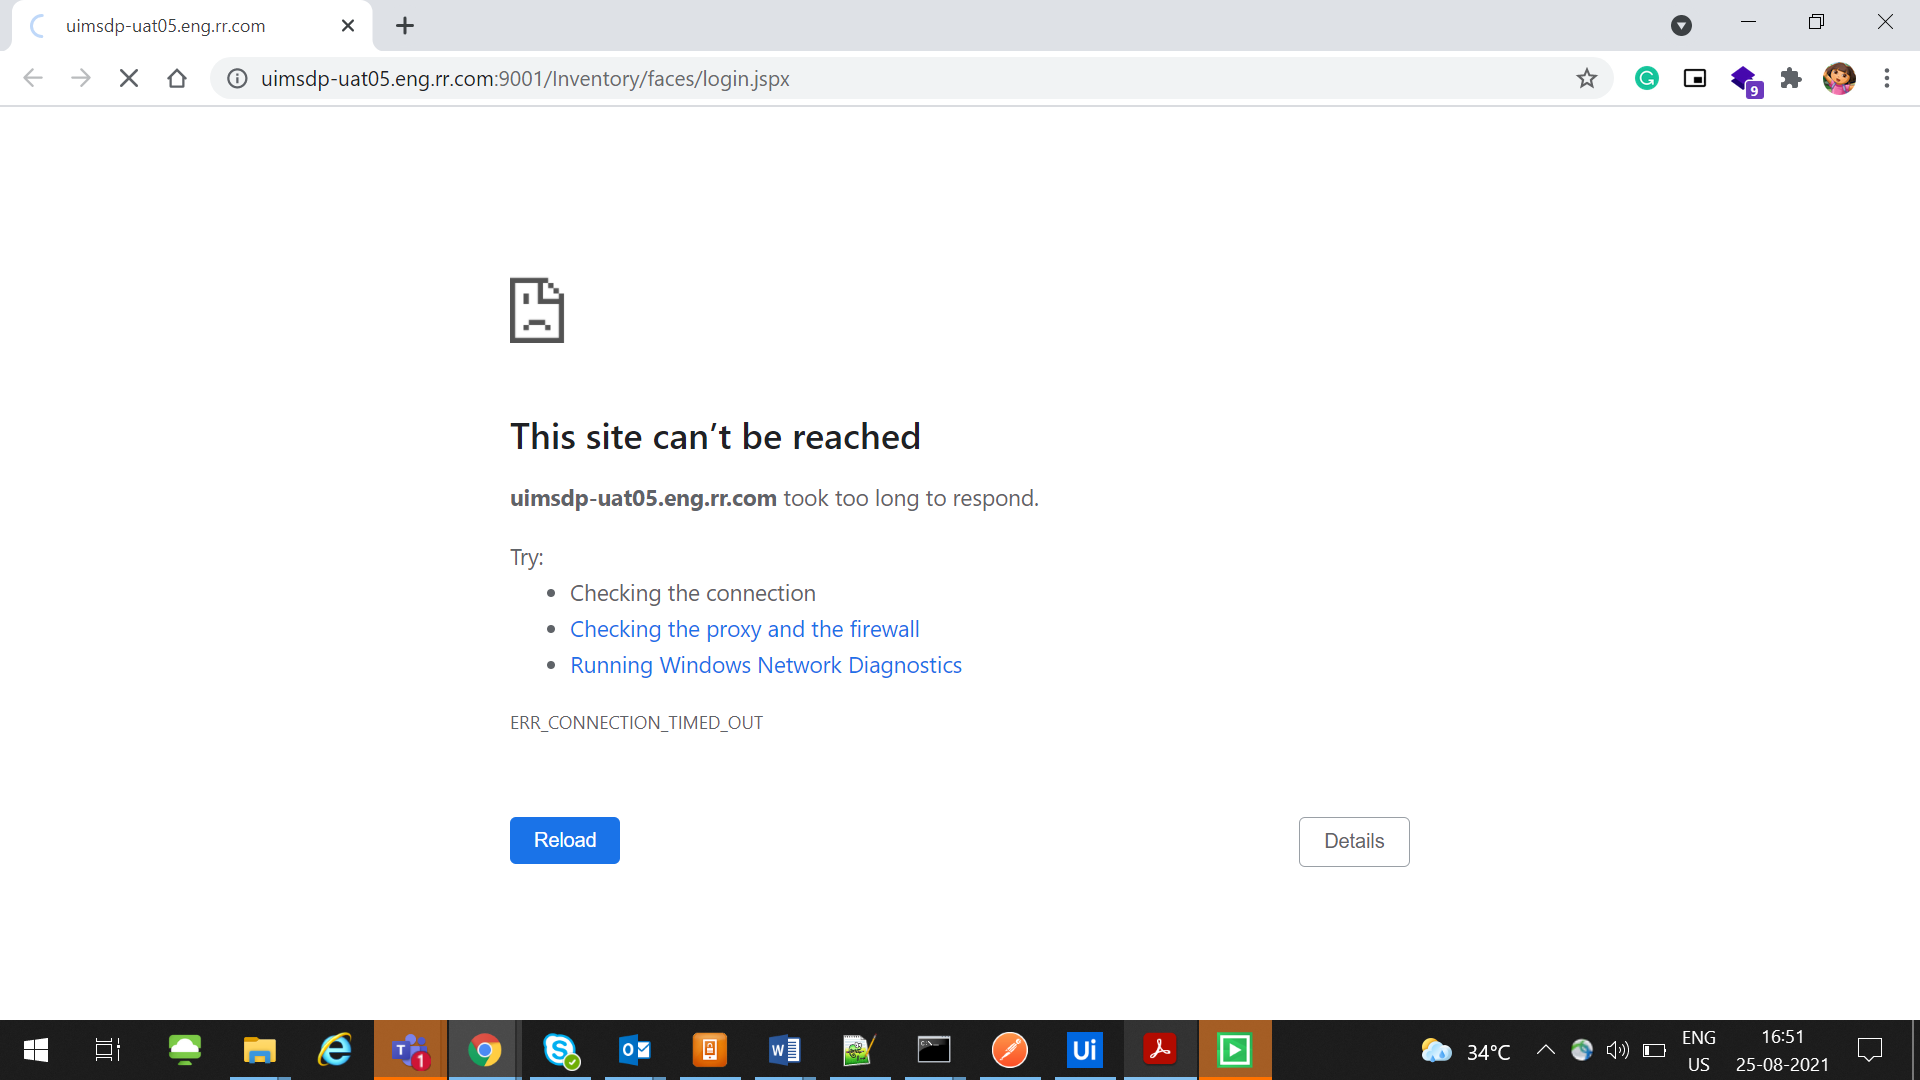 uimsdp-uat05.eng.rr.com
uimsdp-uat05.eng.rr.com:9001/Inventory/faces/login.jspx
9
This site can’t be reached
uimsdp-uat05.eng.rr.com took too long to respond.
Try:
Checking the connection
Checking the proxy and the firewall
Running Windows Network Diagnostics
ERR_CONNECTION_TIMED_OUT
Reload
Details
T
1
S
O
W
C:\
Ui
34°C
ENG
US
16:51
25-08-2021